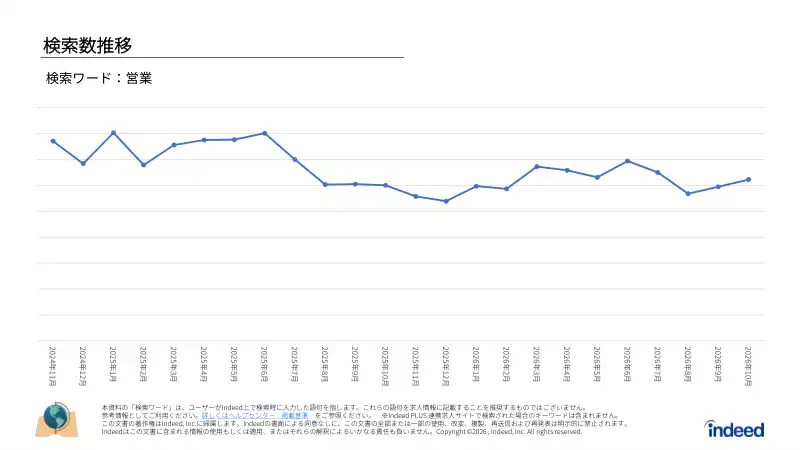 検索数推移
検索ワード：営業
2024年11月
2024年12月
2025年1月
2025年2月
2025年3月
2025年4月
2025年5月
2025年6月
2025年7月
2025年8月
2025年9月
2025年10月
2025年11月
2025年12月
2026年1月
2026年2月
2026年3月
2026年4月
2026年5月
2026年6月
2026年7月
2026年8月
2026年9月
2026年10月
本資料の「検索ワード」は、ユーザーがIndeed上で検索時に入力した語句を指します。これらの語句を求人情報に記載することを推奨するものではございません。
参考情報としてご利用ください。詳しくはヘルプセンター 掲載基準 をご参照ください。 ※Indeed PLUS 連携求人サイトで検索された場合のキーワードは含まれません。
この文書の著作権はIndeed, Inc.に帰属します。Indeedの書面による同意なしに、この文書の全部または一部の使用、改変、複製、再送信および再発表は明示的に禁止されます。
Indeedはこの文書に含まれる情報の使用もしくは適用、またはそれらの解釈によるいかなる責任も負いません。Copyright ©2026 , Indeed, Inc. All rights reserved.
indeed